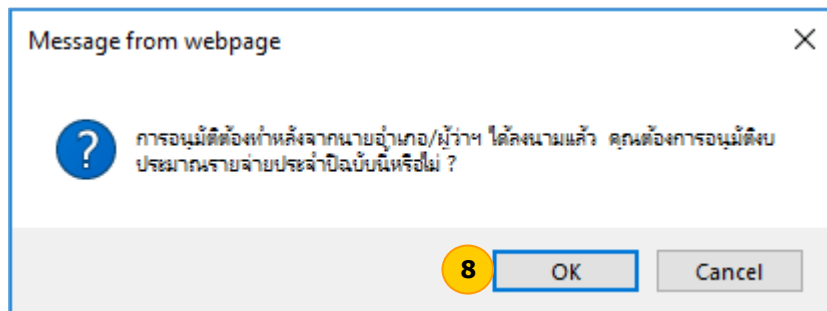 Message from webpage
การอนุมัติต้องทำหลังจากนายอำเภอ/ผู้ว่าฯ ได้ลงนามแล้ว คุณต้องการอนุมัติงบ
ประมาณรายจ่ายประจำปีฉบับนี้หรือไม่ ?
8
OK
Cancel